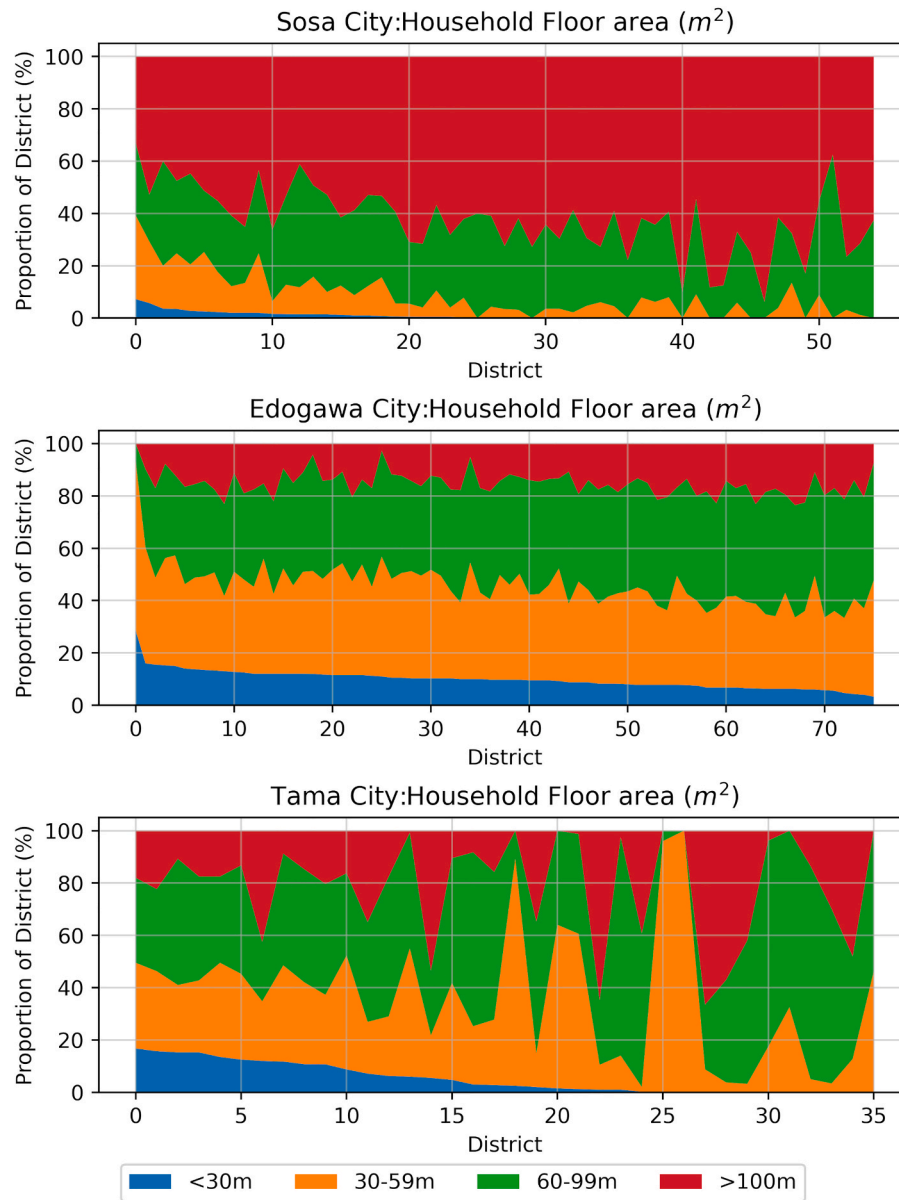 Sosa City:Household Floor area (m²)
Proportion of District (%)
100
80
60
40
20
0
0 10 20 30 40 50
District
Edogawa City:Household Floor area (m²)
Proportion of District (%)
100
80
60
40
20
0
0 10 20 30 40 50 60 70
District
Tama City:Household Floor area (m²)
Proportion of District (%)
100
80
60
40
20
0
0 5 10 15 20 25 30 35
District
<30m 30-59m 60-99m >100m